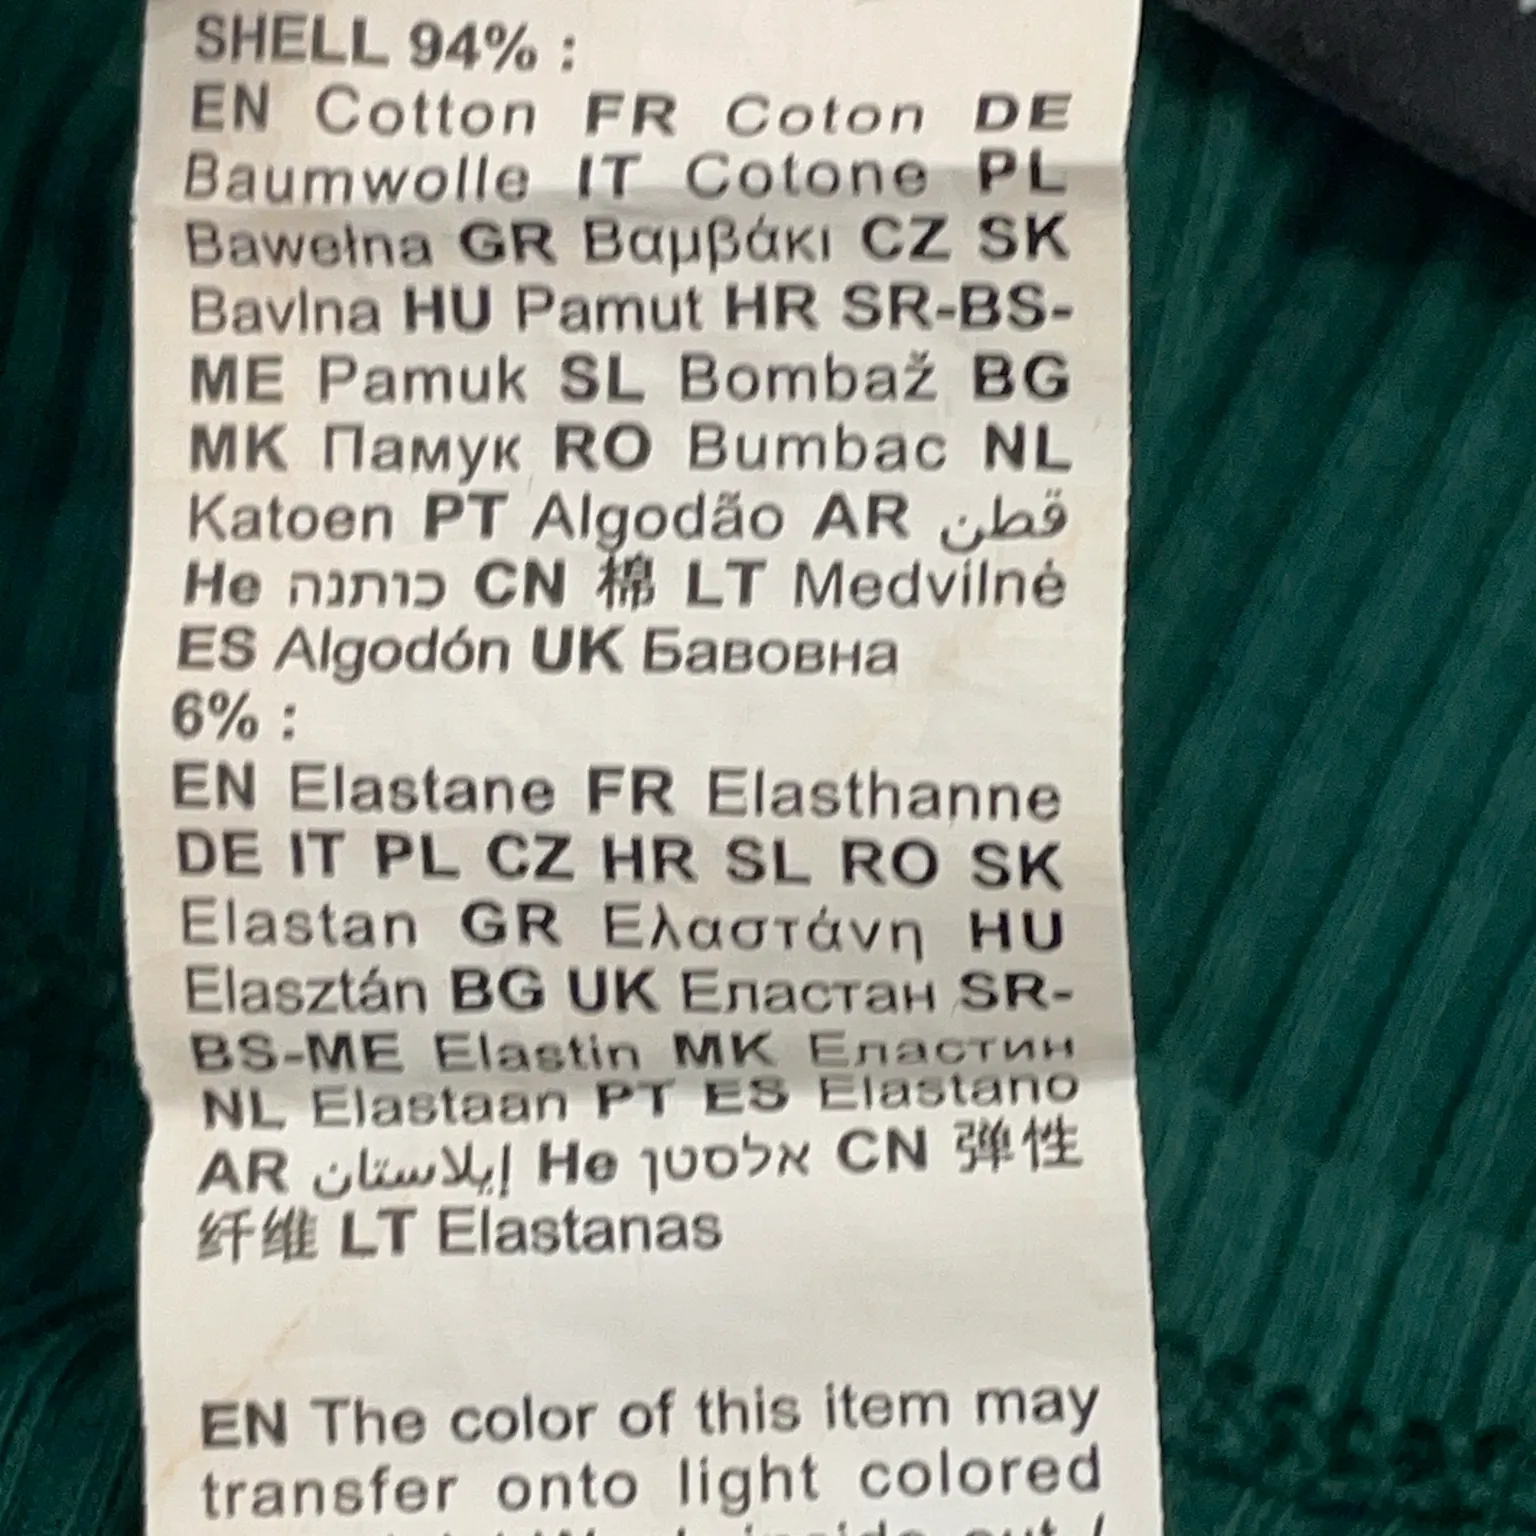 SHELL 94% :
EN Cotton FR Coton DE
Baumwolle IT Cotone PL
Bawełna GR Βαμβάκι CZ SK
Bavlna HU Pamut HR SR-BS-
ME Pamuk SL Bombaž BG
MK Памук RO Bumbac NL
Katoen PT Algodão AR قطن
He כותנה CN 棉 LT Medvilnė
ES Algodón UK Бавовна
6% :
EN Elastane FR Elasthanne
DE IT PL CZ HR SL RO SK
Elastan GR Ελαστάνη HU
Elasztán BG UK Еластан SR-
BS-ME Elastin MK Еластин
NL Elastaan PT ES Elastano
AR إيلاستان He אלסטן CN 弹性
纤维 LT Elastanas
EN The color of this item may
transfer onto light colored